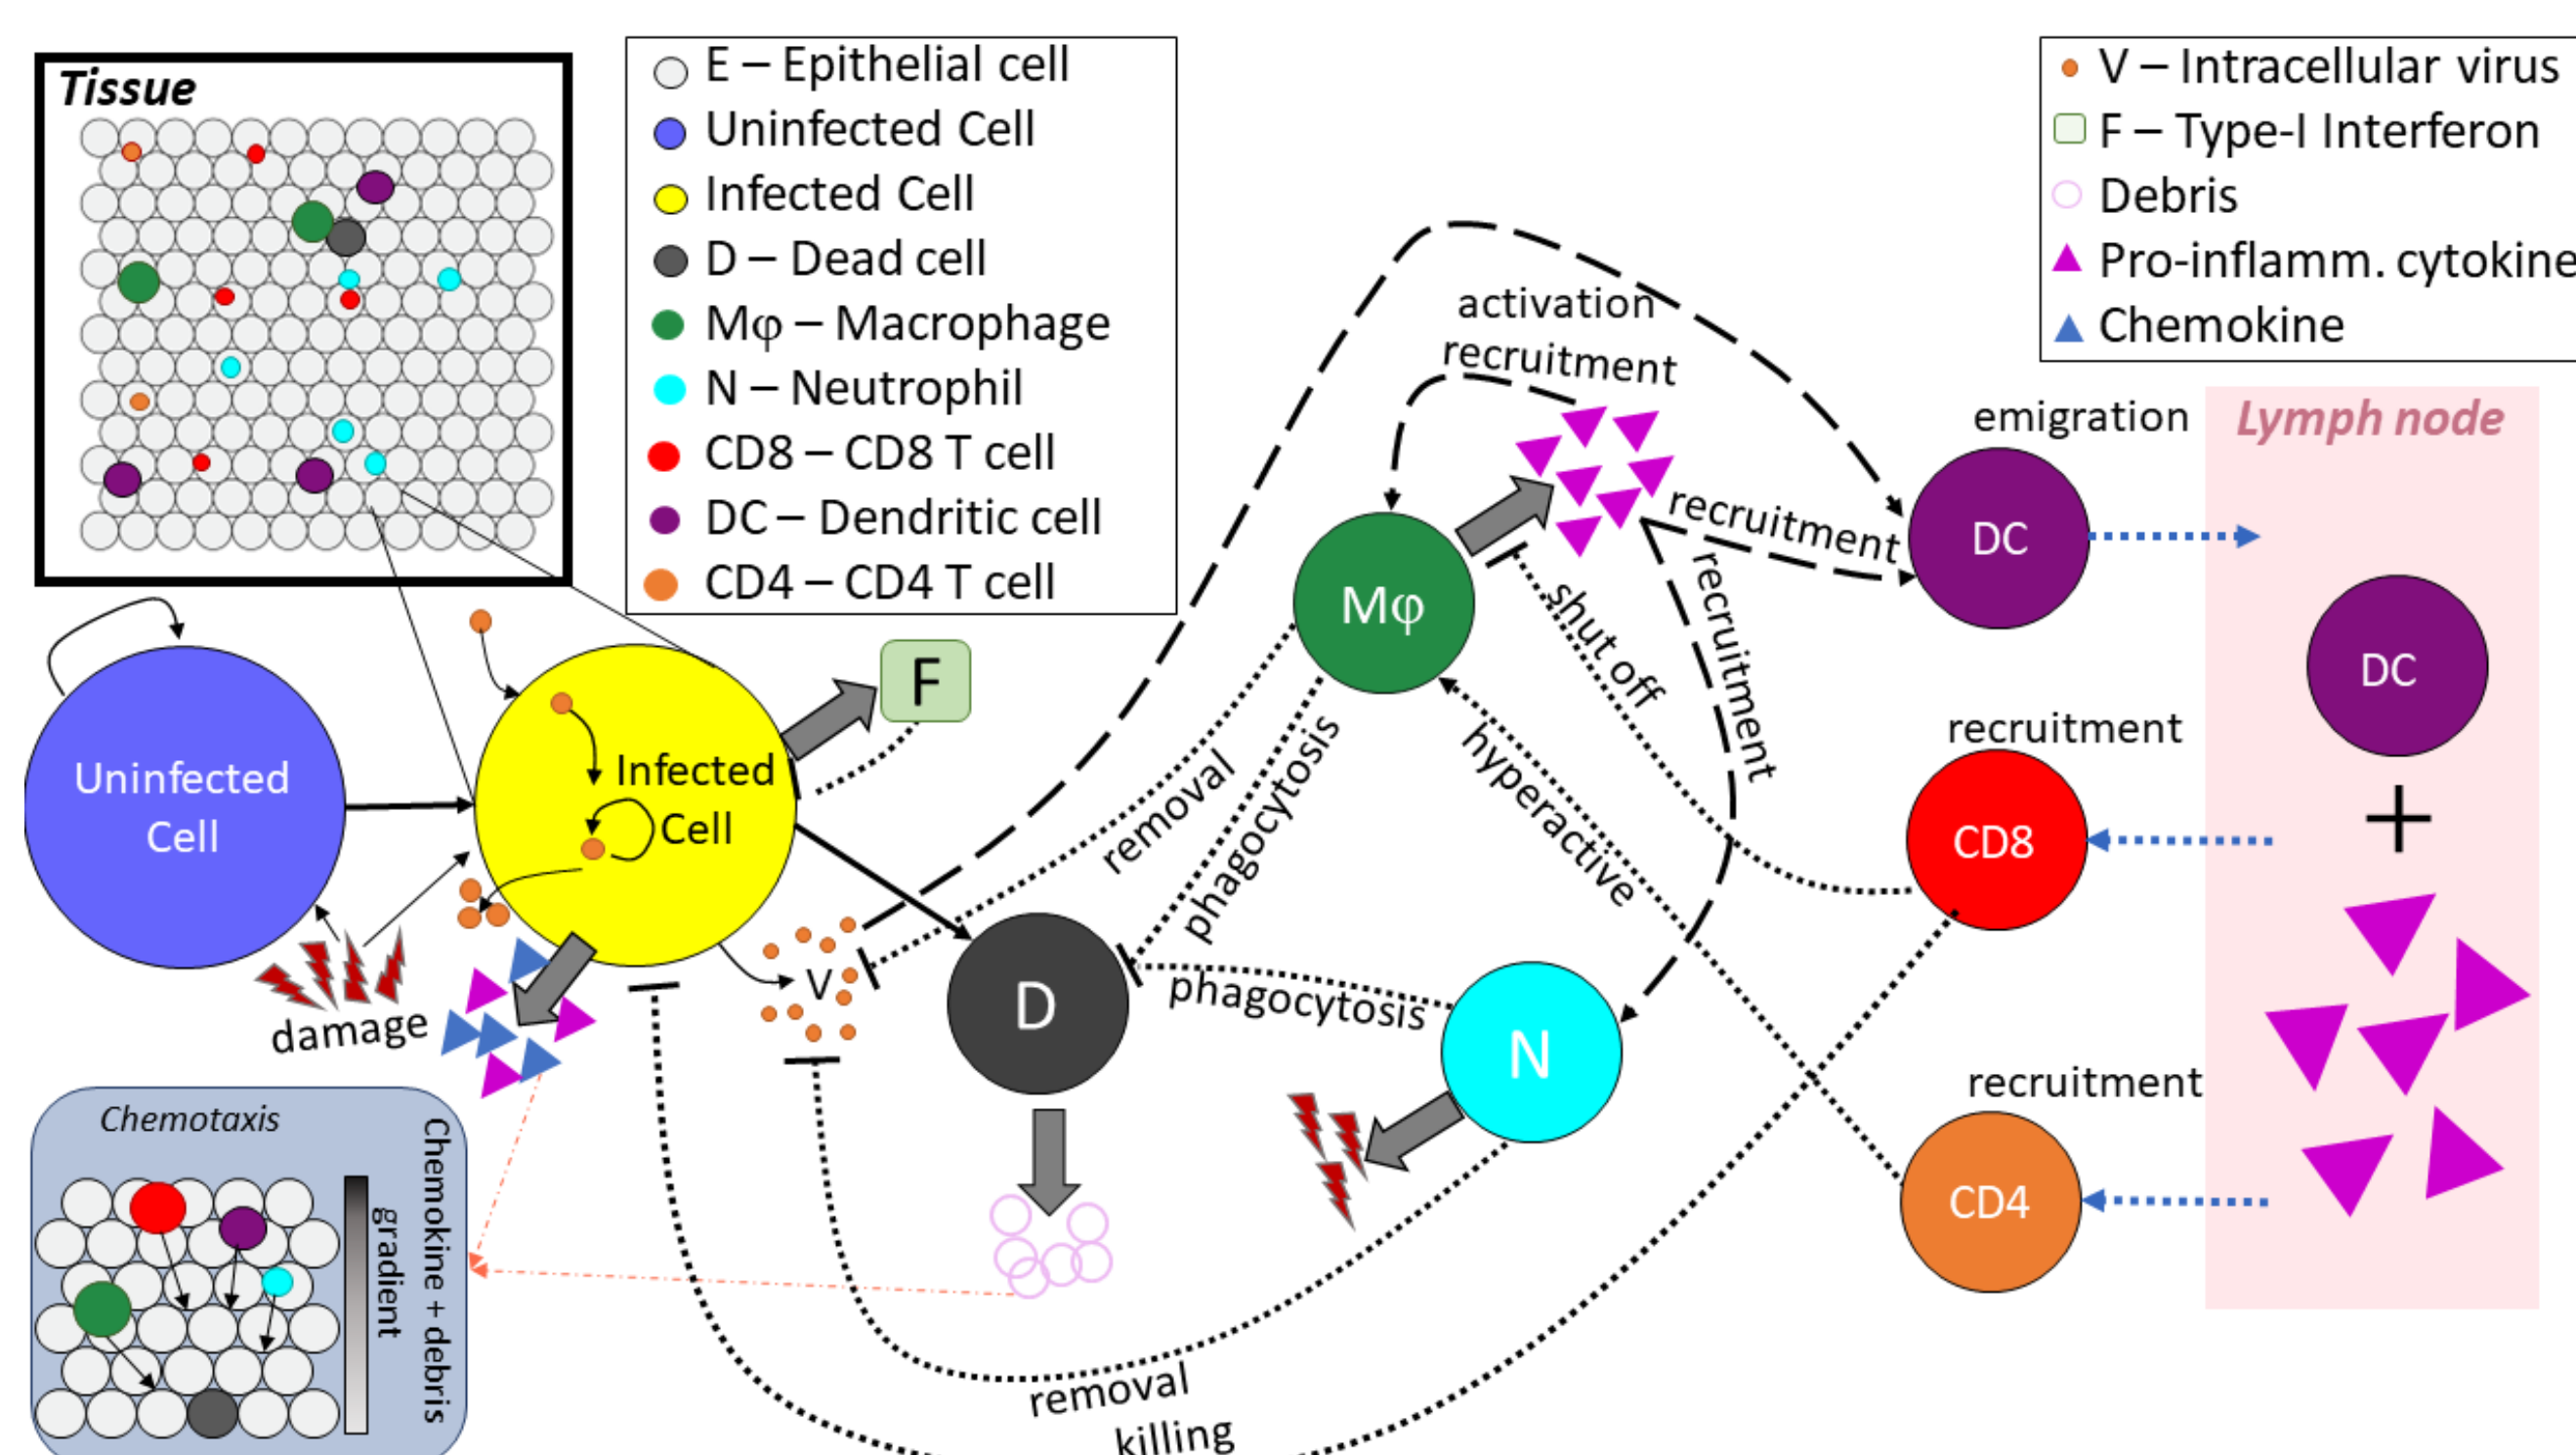 Tissue
E – Epithelial cell
Uninfected Cell
Infected Cell
D – Dead cell
Mφ – Macrophage
N – Neutrophil
CD8 – CD8 T cell
DC – Dendritic cell
CD4 – CD4 T cell
V – Intracellular virus
F – Type-I Interferon
Debris
Pro-inflamm. cytokine
Chemokine
activation
recruitment
emigration
Lymph node
recruitment
DC
recruitment
Mφ
shut off
DC
F
Uninfected
Cell
Infected
Cell
removal
phagocytosis
hyperactive
recruitment
CD8
+
V
D
phagocytosis
N
damage
recruitment
CD4
Chemotaxis
Chemokine + debris
gradient
removal
killing